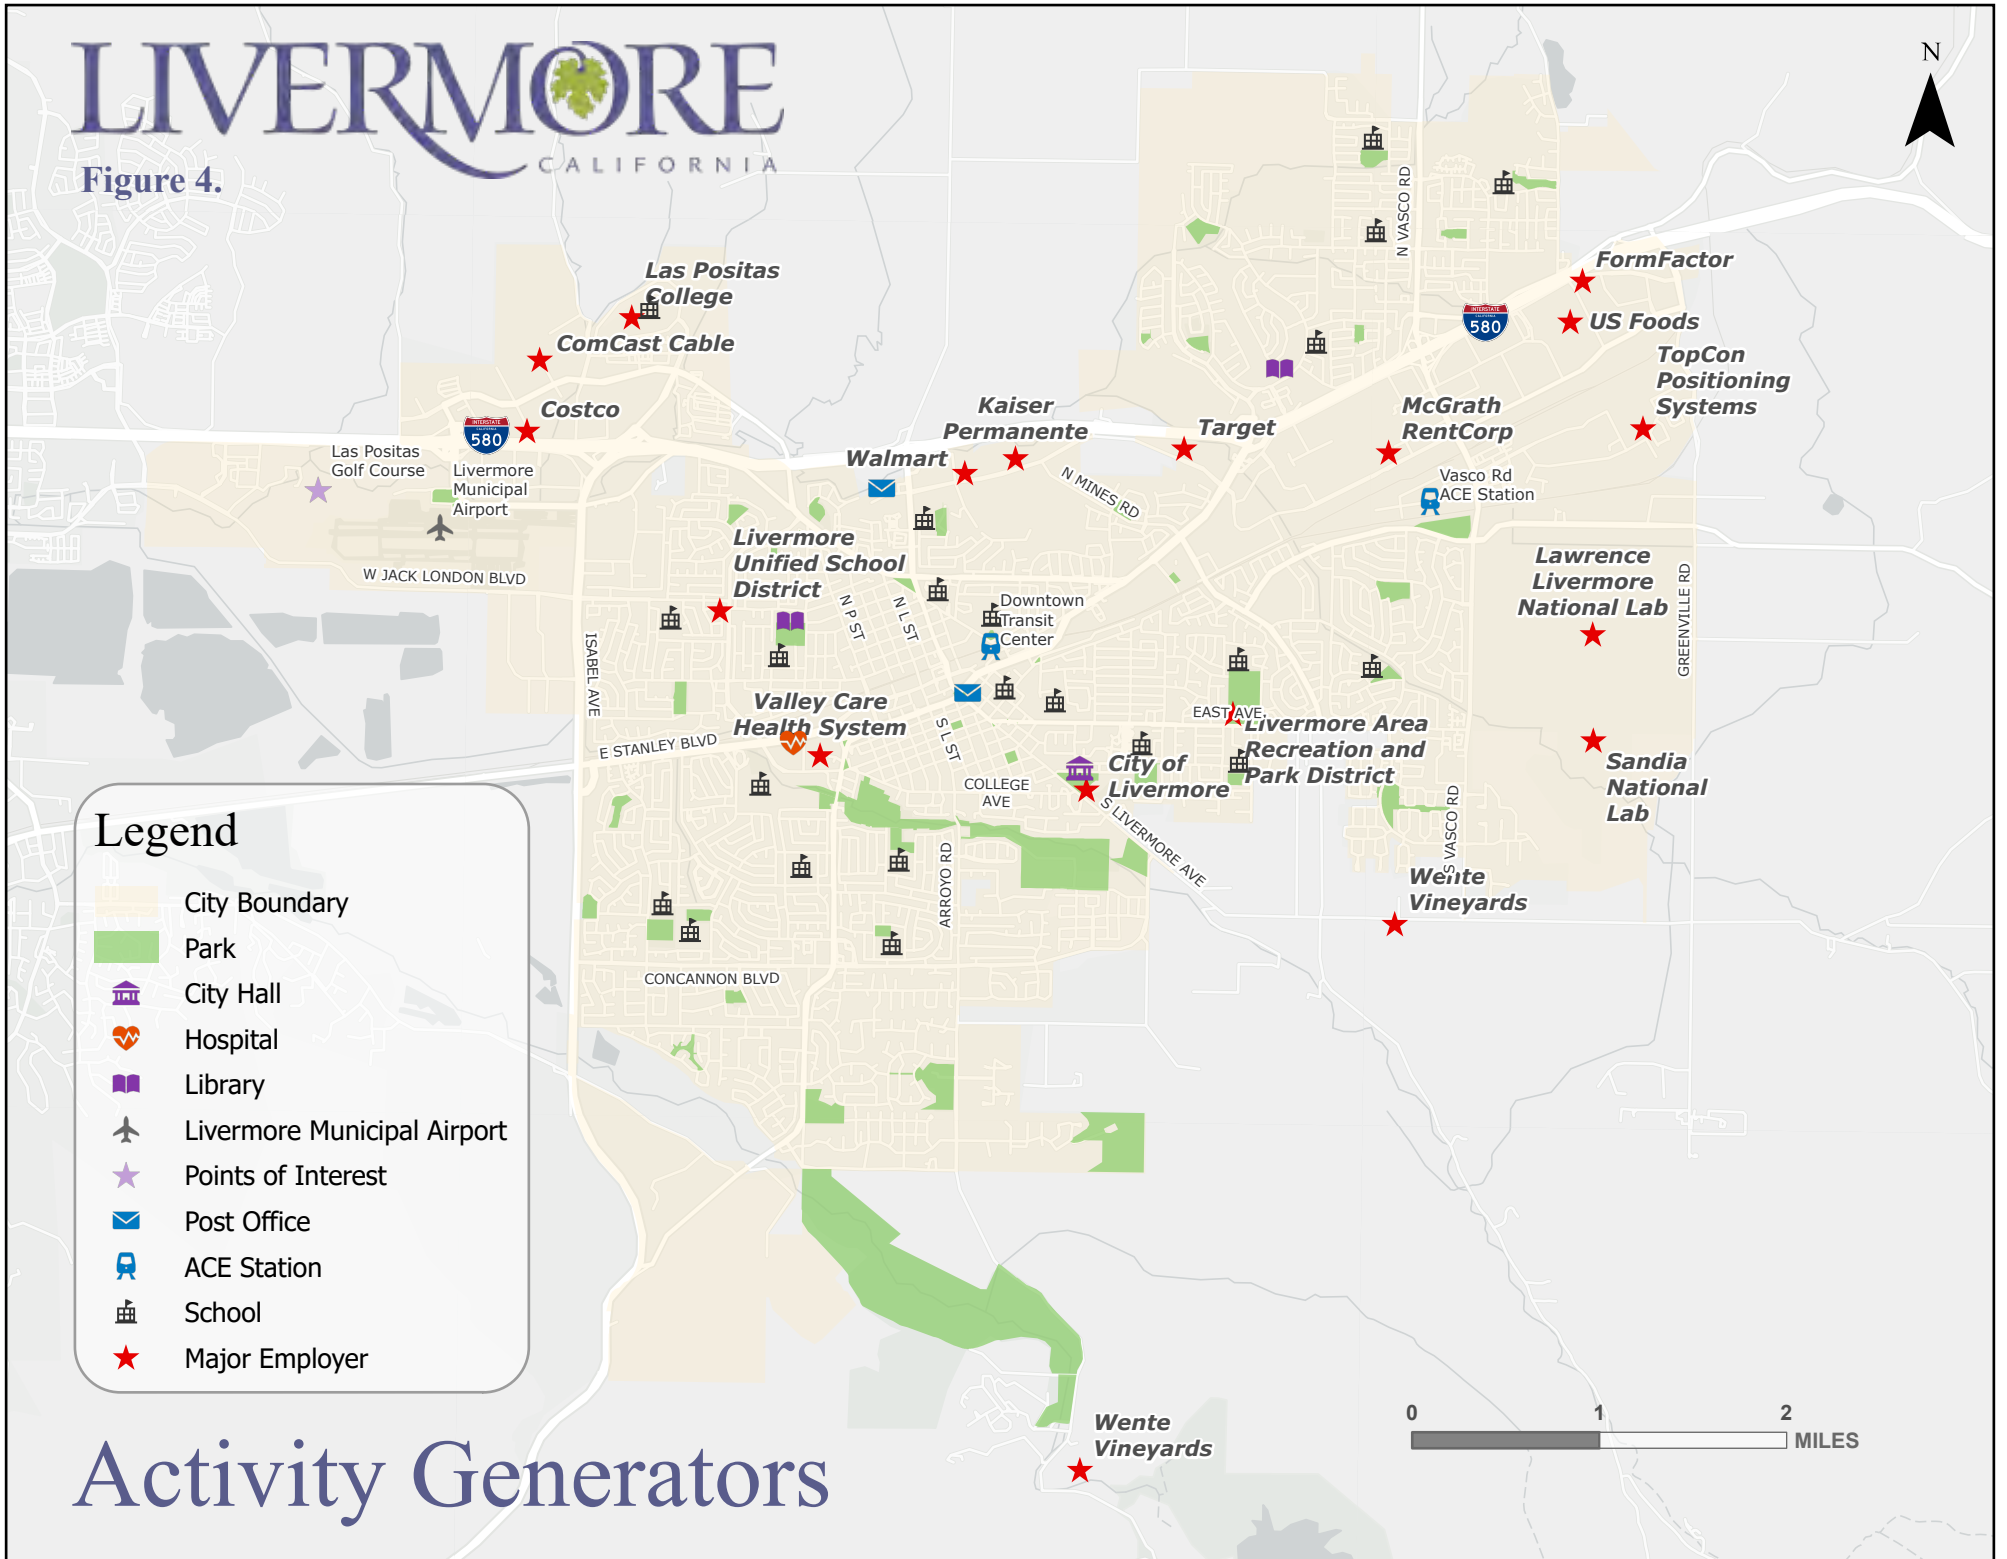 LIVERMORE
CALIFORNIA
Figure 4.
N
N VASCO RD
Las Positas
College
ComCast Cable
Costco
INTERSTATE
CALIFORNIA
580
Las Positas
Golf Course
Livermore
Municipal
Airport
W JACK LONDON BLVD
FormFactor
INTERSTATE
CALIFORNIA
580
US Foods
TopCon
Positioning
Systems
Kaiser
Permanente
Walmart
Target
McGrath
RentCorp
N MINES RD
Vasco Rd
ACE Station
Livermore
Unified School
District
N P ST
N L ST
Downtown
Transit
Center
Lawrence
Livermore
National Lab
GREENVILLE RD
ISABEL AVE
Valley Care
Health System
E STANLEY BLVD
S L ST
EAST AVE
Livermore Area
Recreation and
Park District
City of
Livermore
COLLEGE
AVE
S LIVERMORE AVE
Sandia
National
Lab
S VASCO RD
ARROYO RD
Wente
Vineyards
CONCANNON BLVD
Legend
City Boundary
Park
City Hall
Hospital
Library
Livermore Municipal Airport
Points of Interest
Post Office
ACE Station
School
Major Employer
Wente
Vineyards
0 1 2
MILES
Activity Generators